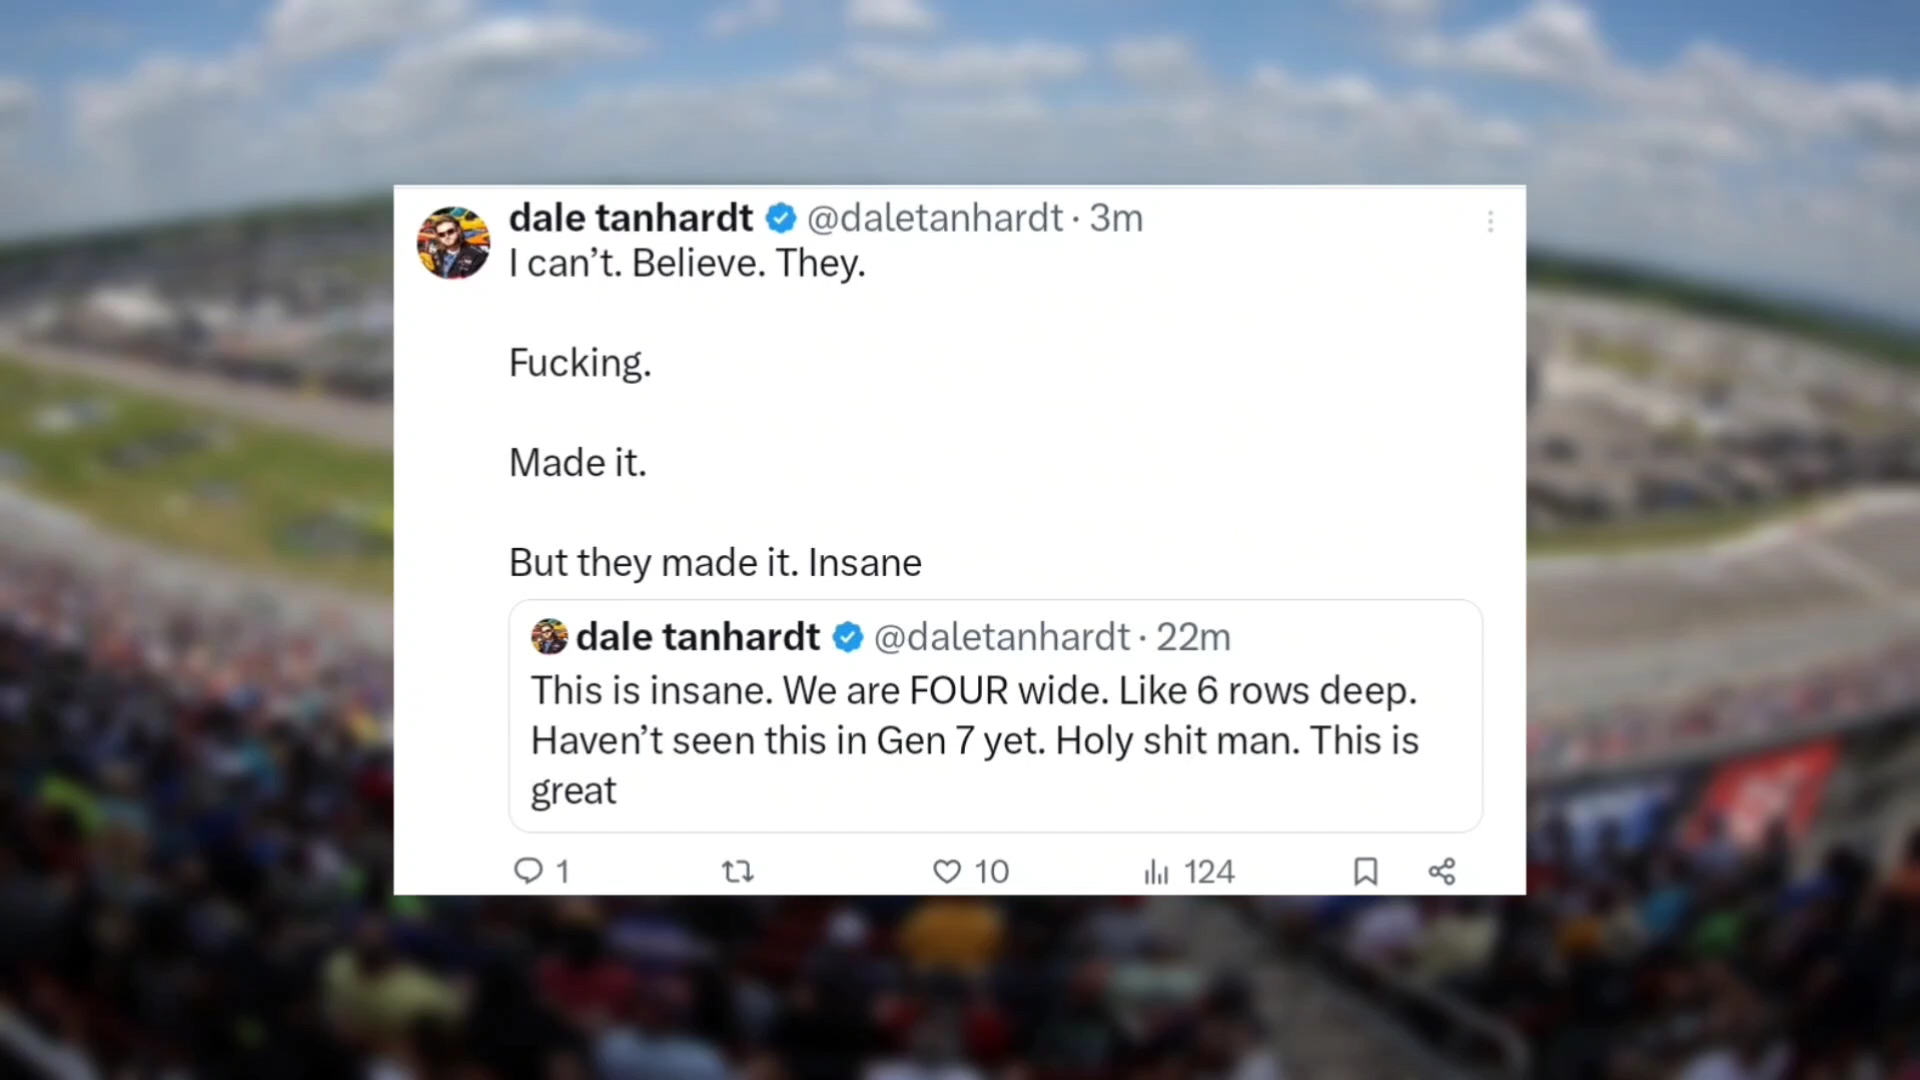 dale tanhardt @daletanhardt · 3m
I can’t. Believe. They.
Fucking.
Made it.
But they made it. Insane
dale tanhardt @daletanhardt · 22m
This is insane. We are FOUR wide. Like 6 rows deep.
Haven’t seen this in Gen 7 yet. Holy shit man. This is
great
1 10 124